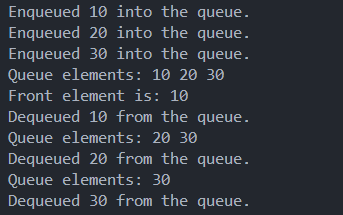 Enqueued 10 into the queue.
Enqueued 20 into the queue.
Enqueued 30 into the queue.
Queue elements: 10 20 30
Front element is: 10
Dequeued 10 from the queue.
Queue elements: 20 30
Dequeued 20 from the queue.
Queue elements: 30
Dequeued 30 from the queue.